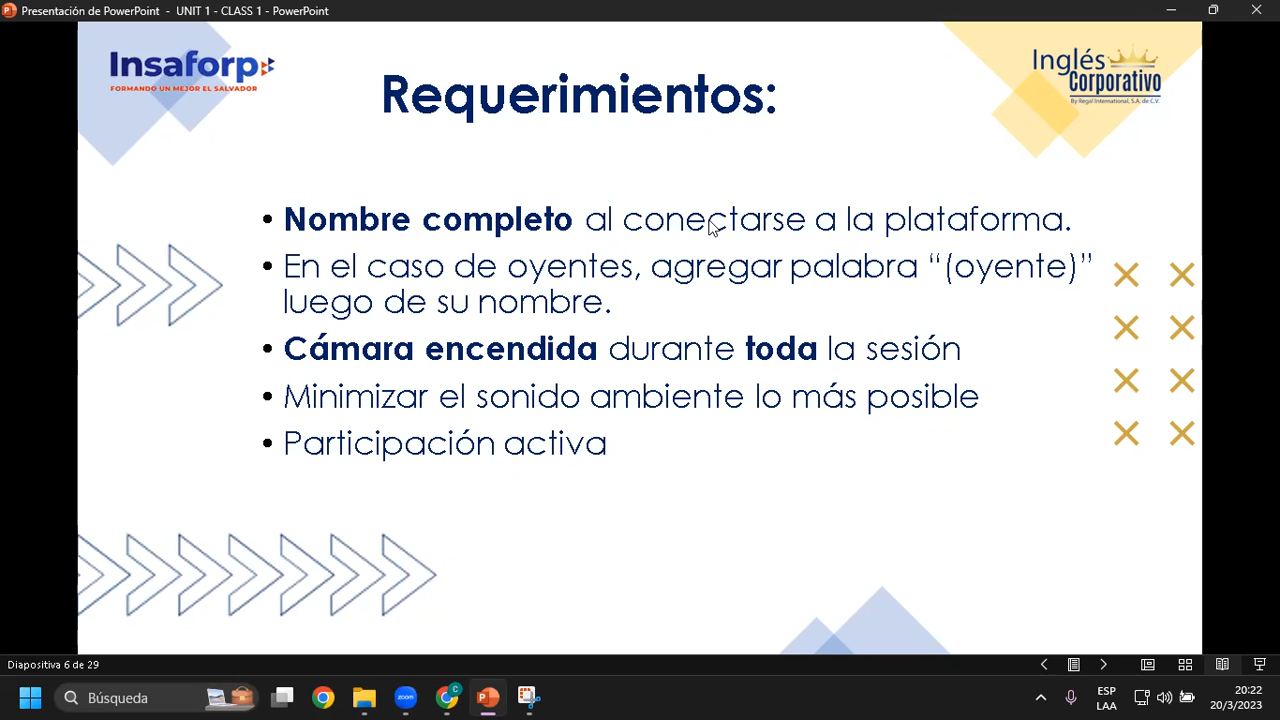 Presentación de PowerPoint - UNIT 1 - CLASS 1 - PowerPoint
Insaforp
FORMANDO UN MEJOR EL SALVADOR
Inglés
Corporativo
By Regal International, S.A. de C.V.
Requerimientos:
• Nombre completo al conectarse a la plataforma.
• En el caso de oyentes, agregar palabra “(oyente)”
luego de su nombre.
• Cámara encendida durante toda la sesión
• Minimizar el sonido ambiente lo más posible
• Participación activa
Diapositiva 6 de 29
Búsqueda
zoom
C
ESP
LAA
20:22
20/3/2023